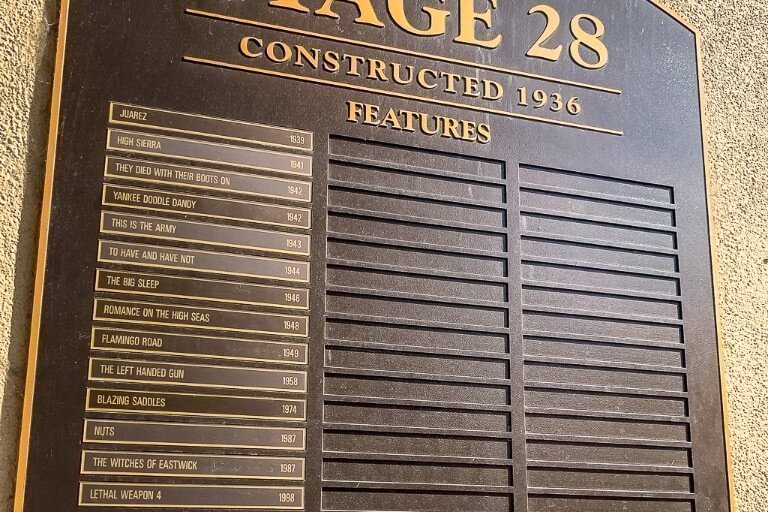 TAGE 28
CONSTRUCTED 1936
FEATURES
JUAREZ 1939
HIGH SIERRA 1941
THEY DIED WITH THEIR BOOTS ON 1942
YANKEE DOODLE DANDY 1942
THIS IS THE ARMY 1943
TO HAVE AND HAVE NOT 1944
THE BIG SLEEP 1946
ROMANCE ON THE HIGH SEAS 1948
FLAMINGO ROAD 1949
THE LEFT HANDED GUN 1958
BLAZING SADDLES 1974
NUTS 1987
THE WITCHES OF EASTWICK 1987
LETHAL WEAPON 4 1998